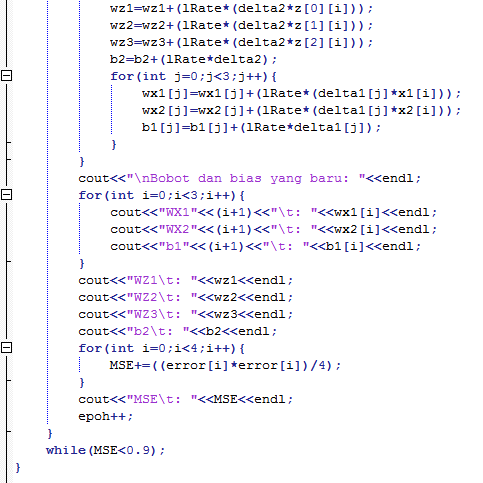 wz1=wz1+(lRate*(delta2*z[0][i]));
wz2=wz2+(lRate*(delta2*z[1][i]));
wz3=wz3+(lRate*(delta2*z[2][i]));
b2=b2+(lRate*delta2);
for(int j=0;j<3;j++){
wx1[j]=wx1[j]+(lRate*(delta1[j]*x1[i]));
wx2[j]=wx2[j]+(lRate*(delta1[j]*x2[i]));
b1[j]=b1[j]+(lRate*delta1[j]);
}
}
cout<<"\nBobot dan bias yang baru: "<<endl;
for(int i=0;i<3;i++){
cout<<"WX1"<<(i+1)<<"\t: "<<wx1[i]<<endl;
cout<<"WX2"<<(i+1)<<"\t: "<<wx2[i]<<endl;
cout<<"b1"<<(i+1)<<"\t: "<<b1[i]<<endl;
}
cout<<"WZ1\t: "<<wz1<<endl;
cout<<"WZ2\t: "<<wz2<<endl;
cout<<"WZ3\t: "<<wz3<<endl;
cout<<"b2\t: "<<b2<<endl;
for(int i=0;i<4;i++){
MSE+=((error[i]*error[i])/4);
}
cout<<"MSE\t: "<<MSE<<endl;
epoh++;
}
while(MSE<0.9);
}